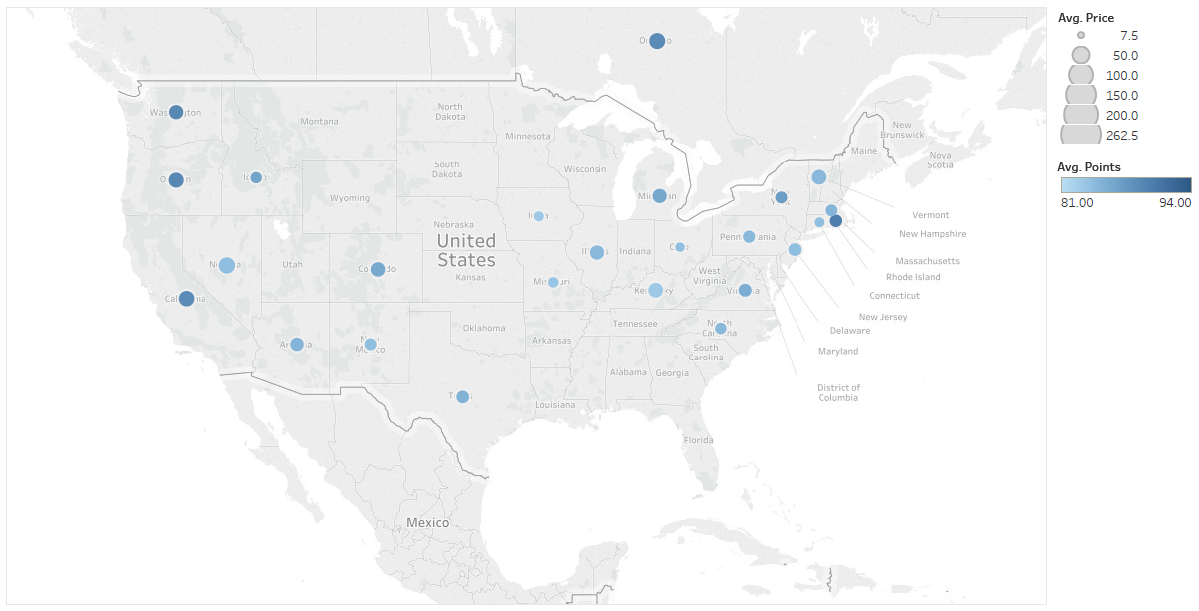 Avg. Price
7.5
50.0
100.0
150.0
200.0
262.5
Avg. Points
81.00 94.00
Montana
North
Dakota
Minnesota
South
Dakota
Wisconsin
Wyoming
Nebraska
United
States
Utah
Kansas
Indiana
West
Virginia
Oklahoma
Tennessee
Arkansas
South
Carolina
Alabama
Georgia
Louisiana
Florida
Mexico
New
Brunswick
Maine
Nova
Scotia
Vermont
New Hampshire
Massachusetts
Rhode Island
Connecticut
New Jersey
Delaware
Maryland
District of
Columbia